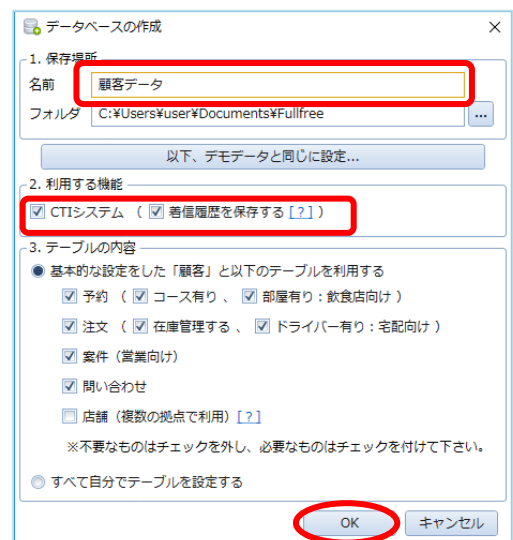 データベースの作成
1. 保存場所
名前 顧客データ
フォルダ C:¥Users¥user¥Documents¥Fullfree ...
以下、デモデータと同じに設定...
2. 利用する機能
CTIシステム ( 着信履歴を保存する [?] )
3. テーブルの内容
基本的な設定をした「顧客」と以下のテーブルを利用する
予約 ( コース有り 、 部屋有り:飲食店向け )
注文 ( 在庫管理する 、 ドライバー有り:宅配向け )
案件(営業向け)
問い合わせ
店舗(複数の拠点で利用) [?]
※不要なものはチェックを外し、必要なものはチェックを付けて下さい。
すべて自分でテーブルを設定する
OK キャンセル